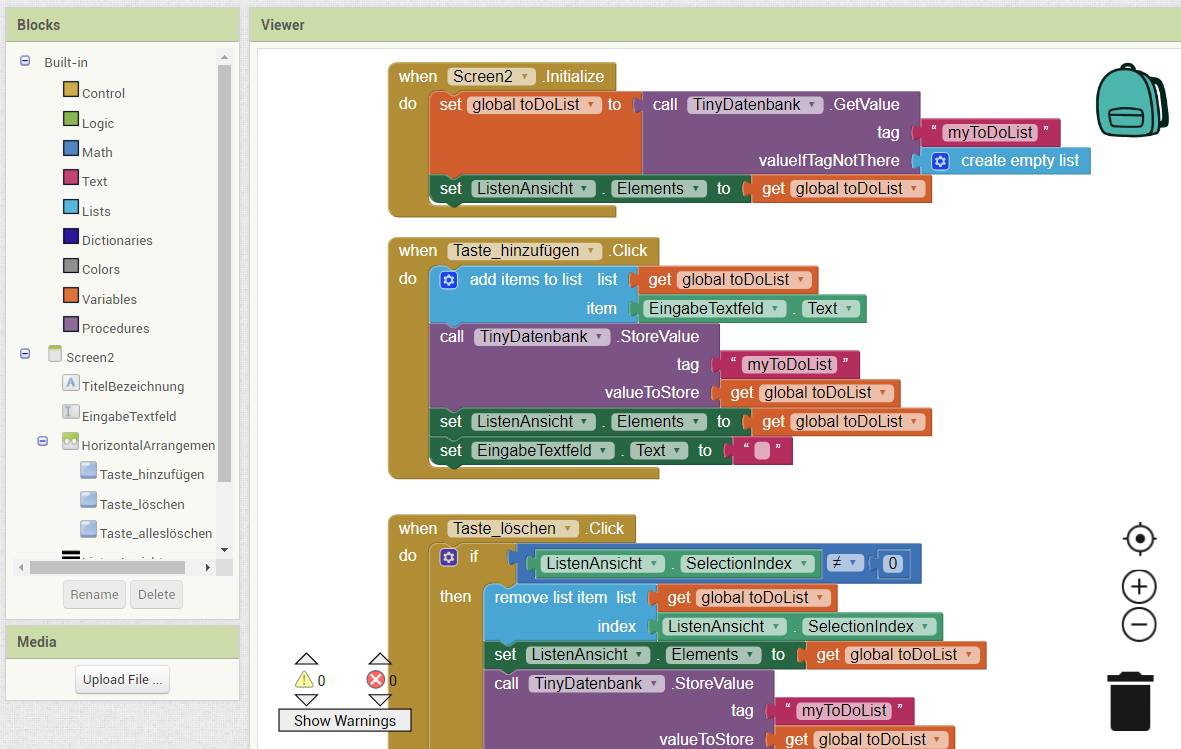 Blocks
Built-in
Control
Logic
Math
Text
Lists
Dictionaries
Colors
Variables
Procedures
Screen2
TitelBezeichnung
EingabeTextfeld
HorizontalArrangemen
Taste_hinzufügen
Taste_löschen
Taste_alleslöschen
Rename
Delete
Media
Upload File ...
Viewer
when Screen2 .Initialize
do set global toDoList to call TinyDatenbank .GetValue
tag “ myToDoList ”
valueIfTagNotThere create empty list
set ListenAnsicht . Elements to get global toDoList
when Taste_hinzufügen .Click
do add items to list list get global toDoList
item EingabeTextfeld . Text
call TinyDatenbank .StoreValue
tag “ myToDoList ”
valueToStore get global toDoList
set ListenAnsicht . Elements to get global toDoList
set EingabeTextfeld . Text to “ ”
when Taste_löschen .Click
do if ListenAnsicht . SelectionIndex ≠ 0
then remove list item list get global toDoList
index ListenAnsicht . SelectionIndex
set ListenAnsicht . Elements to get global toDoList
call TinyDatenbank .StoreValue
tag “ myToDoList ”
valueToStore get global toDoList
0 0
Show Warnings